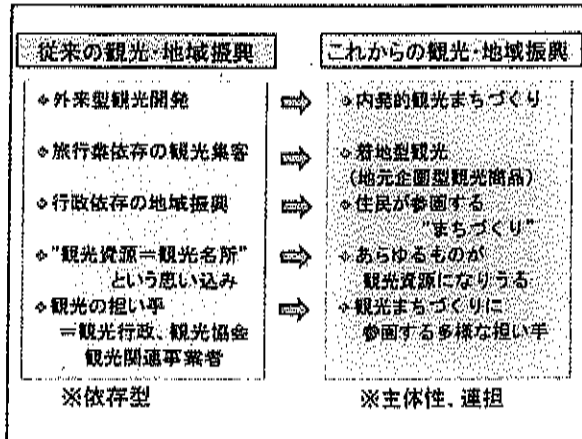 従来の観光・地域振興
❖外来型観光開発
❖旅行業依存の観光集客
❖行政依存の地域振興
❖"観光資源＝観光名所"
という思い込み
❖観光の担い手
＝観光行政、観光協会
観光関連事業者
※依存型
これからの観光・地域振興
❖内発的観光まちづくり
❖着地型観光
(地元企画型観光商品)
❖住民が参画する
"まちづくり"
❖あらゆるものが
観光資源になりうる
❖観光まちづくりに
参画する多様な担い手
※主体性、連担